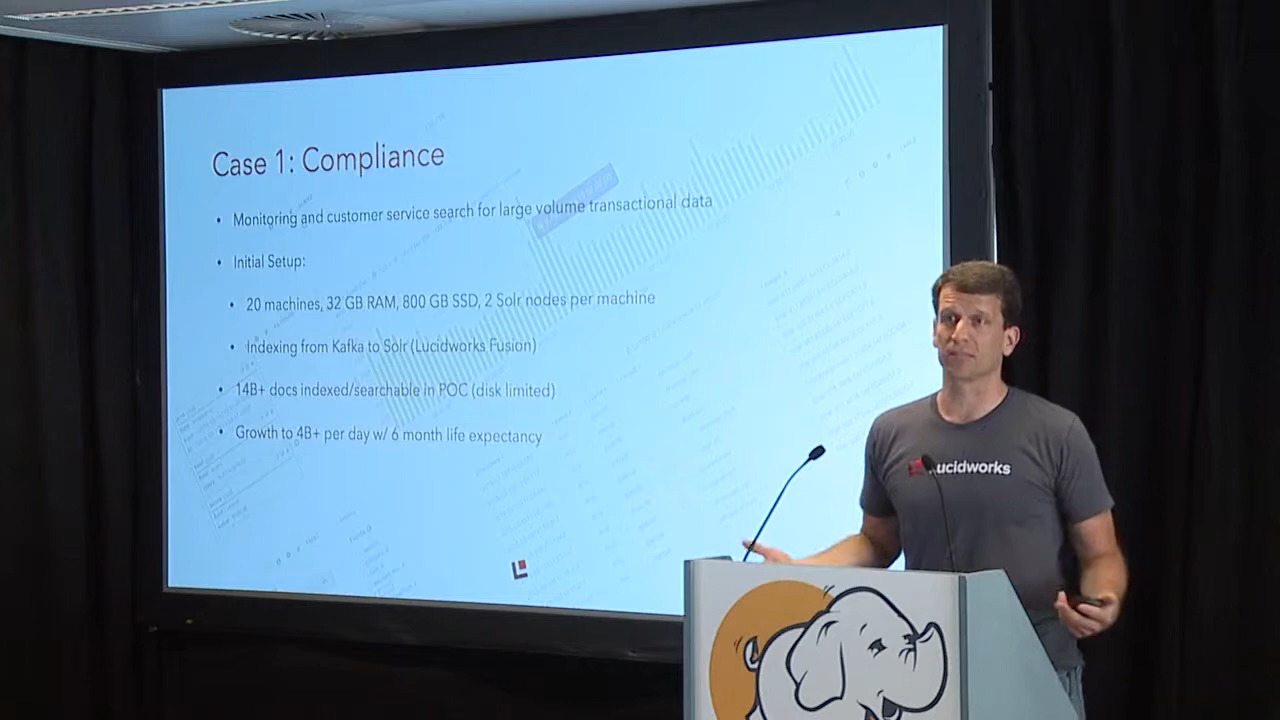 Case 1: Compliance
• Monitoring and customer service search for large volume transactional data
• Initial Setup:
• 20 machines, 32 GB RAM, 800 GB SSD, 2 Solr nodes per machine
• Indexing from Kafka to Solr (Lucidworks Fusion)
• 14B+ docs indexed/searchable in POC (disk limited)
• Growth to 4B+ per day w/ 6 month life expectancy
ucidworks